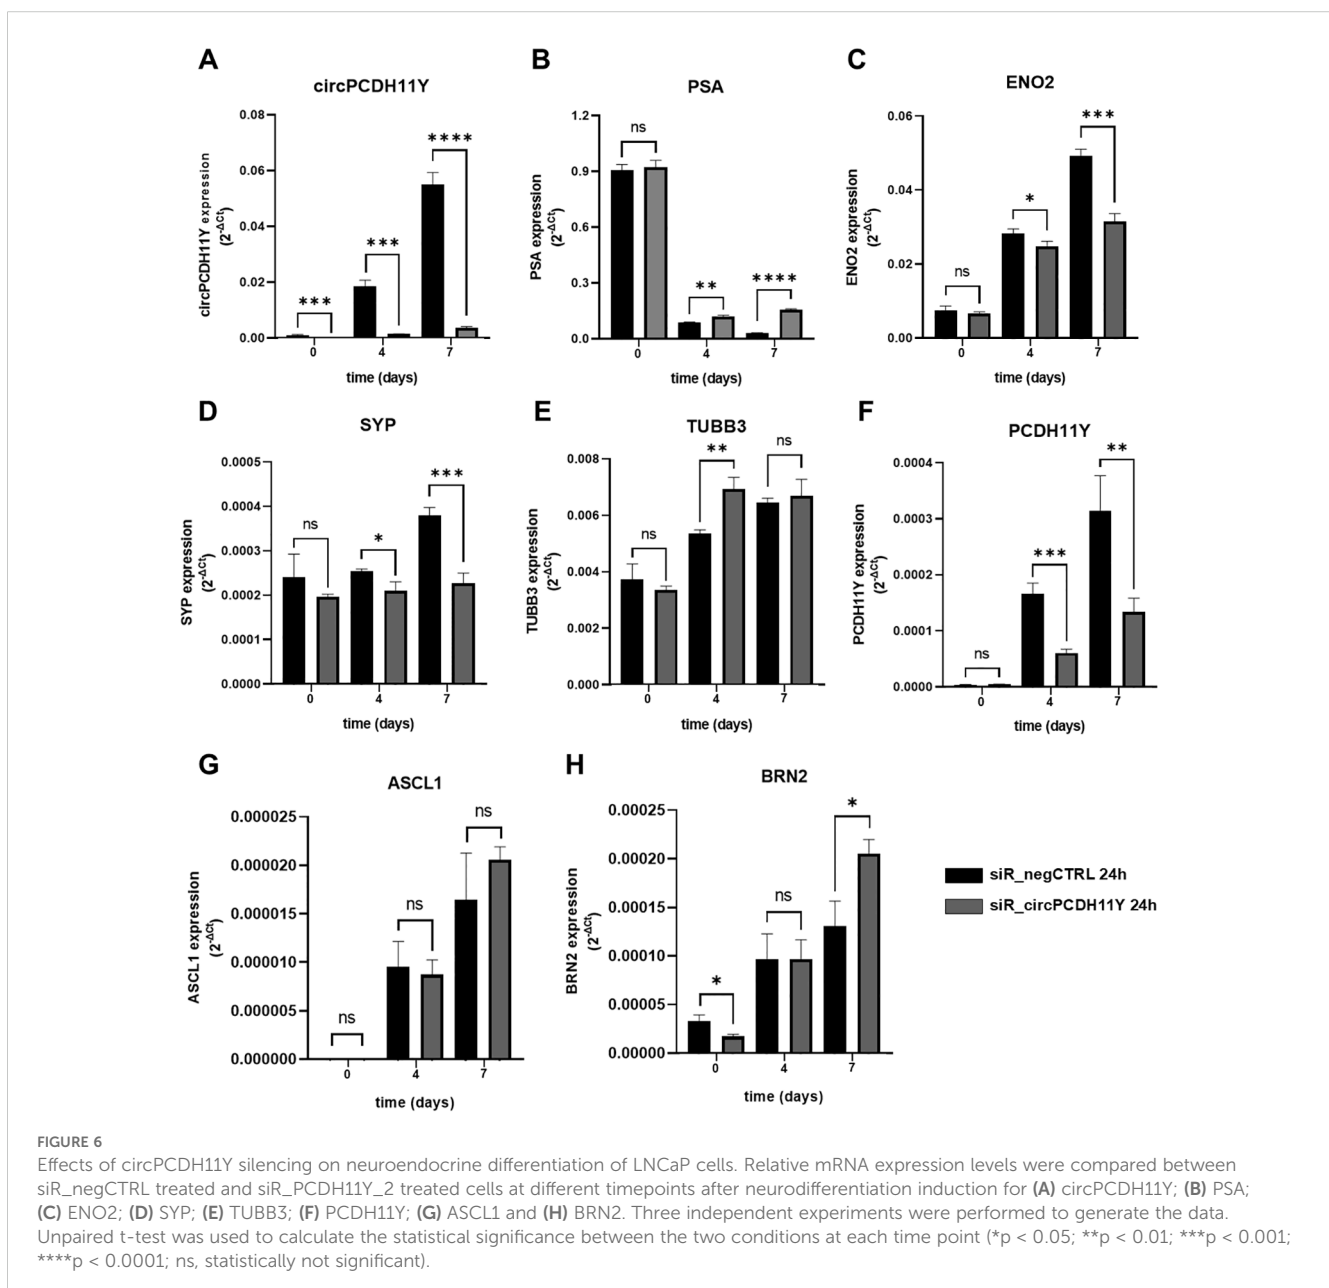 A
circPCDH11Y
circPCDH11Y expression
(2-ΔCt)
0.08
0.06
0.04
0.02
0.00
***
***
****
0
4
7
time (days)
B
PSA
PSA expression
(2-ΔCt)
1.2
0.9
0.6
0.3
0.0
ns
**
****
0
4
7
time (days)
C
ENO2
ENO2 expression
(2-ΔCt)
0.06
0.04
0.02
0.00
ns
*
***
0
4
7
time (days)
D
SYP
SYP expression
(2-ΔCt)
0.0005
0.0004
0.0003
0.0002
0.0001
0.0000
ns
*
***
0
4
7
time (days)
E
TUBB3
TUBB3 expression
(2-ΔCt)
0.008
0.006
0.004
0.002
0.000
ns
**
ns
0
4
7
time (days)
F
PCDH11Y
PCDH11Y expression
(2-ΔCt)
0.0004
0.0003
0.0002
0.0001
0.0000
ns
***
**
0
4
7
time (days)
G
ASCL1
ASCL1 expression
(2-ΔCt)
0.000025
0.000020
0.000015
0.000010
0.000005
0.000000
ns
ns
ns
0
4
7
time (days)
H
BRN2
BRN2 expression
(2-ΔCt)
0.00025
0.00020
0.00015
0.00010
0.00005
0.00000
*
ns
*
0
4
7
time (days)
siR_negCTRL 24h
siR_circPCDH11Y 24h
FIGURE 6
Effects of circPCDH11Y silencing on neuroendocrine differentiation of LNCaP cells. Relative mRNA expression levels were compared between
siR_negCTRL treated and siR_PCDH11Y_2 treated cells at different timepoints after neurodifferentiation induction for (A) circPCDH11Y; (B) PSA;
(C) ENO2; (D) SYP; (E) TUBB3; (F) PCDH11Y; (G) ASCL1 and (H) BRN2. Three independent experiments were performed to generate the data.
Unpaired t-test was used to calculate the statistical significance between the two conditions at each time point (*p < 0.05; **p < 0.01; ***p < 0.001;
****p < 0.0001; ns, statistically not significant).